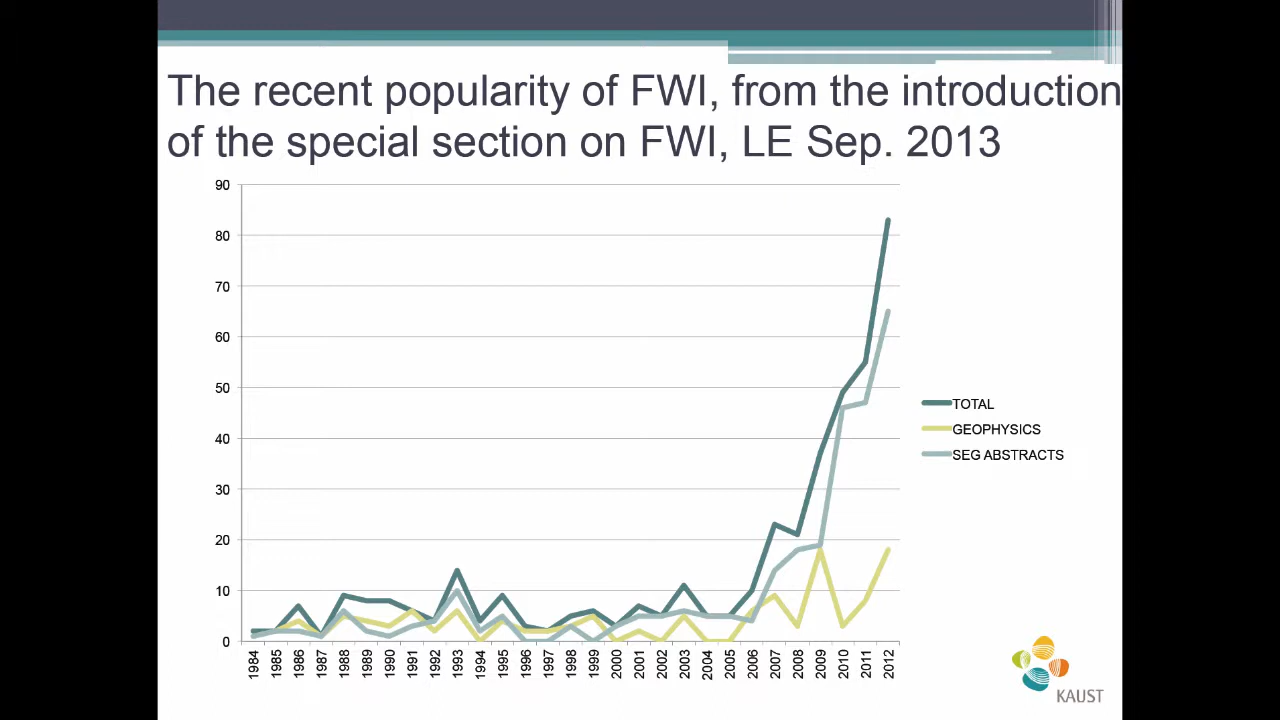 The recent popularity of FWI, from the introduction
of the special section on FWI, LE Sep. 2013
90
80
70
60
50
40
30
20
10
0
1984 1985 1986 1987 1988 1989 1990 1991 1992 1993 1994 1995 1996 1997 1998 1999 2000 2001 2002 2003 2004 2005 2006 2007 2008 2009 2010 2011 2012
TOTAL
GEOPHYSICS
SEG ABSTRACTS
KAUST